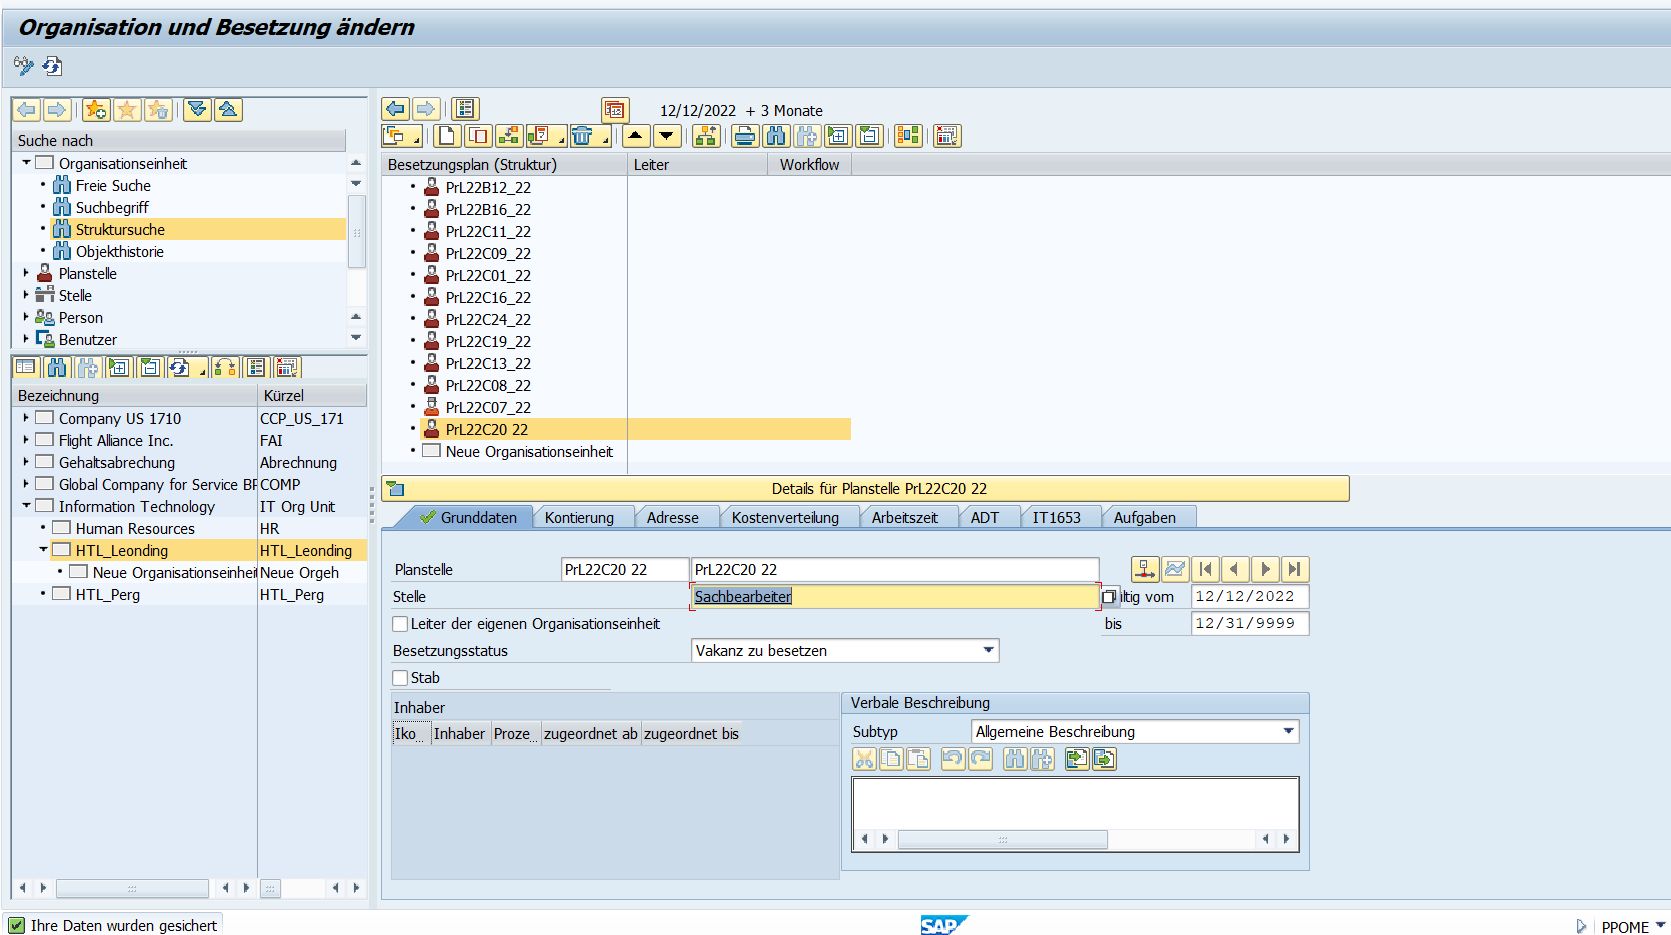 Organisation und Besetzung ändern
12/12/2022 + 3 Monate
Suche nach
Organisationseinheit
Freie Suche
Suchbegriff
Struktursuche
Objekthistorie
Planstelle
Stelle
Person
Benutzer
Bezeichnung Kürzel
Company US 1710 CCP_US_171
Flight Alliance Inc. FAI
Gehaltsabrechung Abrechnung
Global Company for Service BF COMP
Information Technology IT Org Unit
Human Resources HR
HTL_Leonding HTL_Leonding
Neue Organisationseinheit Neue Orgeh
HTL_Perg HTL_Perg
Besetzungsplan (Struktur) Leiter Workflow
PrL22B12_22
PrL22B16_22
PrL22C11_22
PrL22C09_22
PrL22C01_22
PrL22C16_22
PrL22C24_22
PrL22C19_22
PrL22C13_22
PrL22C08_22
PrL22C07_22
PrL22C20 22
Neue Organisationseinheit
Details für Planstelle PrL22C20 22
Grunddaten Kontierung Adresse Kostenverteilung Arbeitszeit ADT IT1653 Aufgaben
Planstelle PrL22C20 22 PrL22C20 22
Stelle Sachbearbeiter ltig vom 12/12/2022
Leiter der eigenen Organisationseinheit bis 12/31/9999
Besetzungsstatus Vakanz zu besetzen
Stab
Inhaber
Iko... Inhaber Proze... zugeordnet ab zugeordnet bis
Verbale Beschreibung
Subtyp Allgemeine Beschreibung
Ihre Daten wurden gesichert SAP PPOME